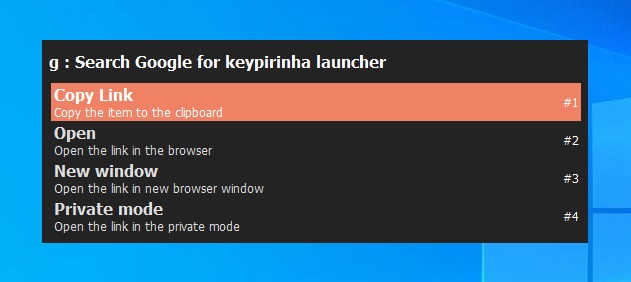 g : Search Google for keypirinha launcher
Copy Link
Copy the item to the clipboard
#1
Open
Open the link in the browser
#2
New window
Open the link in new browser window
#3
Private mode
Open the link in the private mode
#4